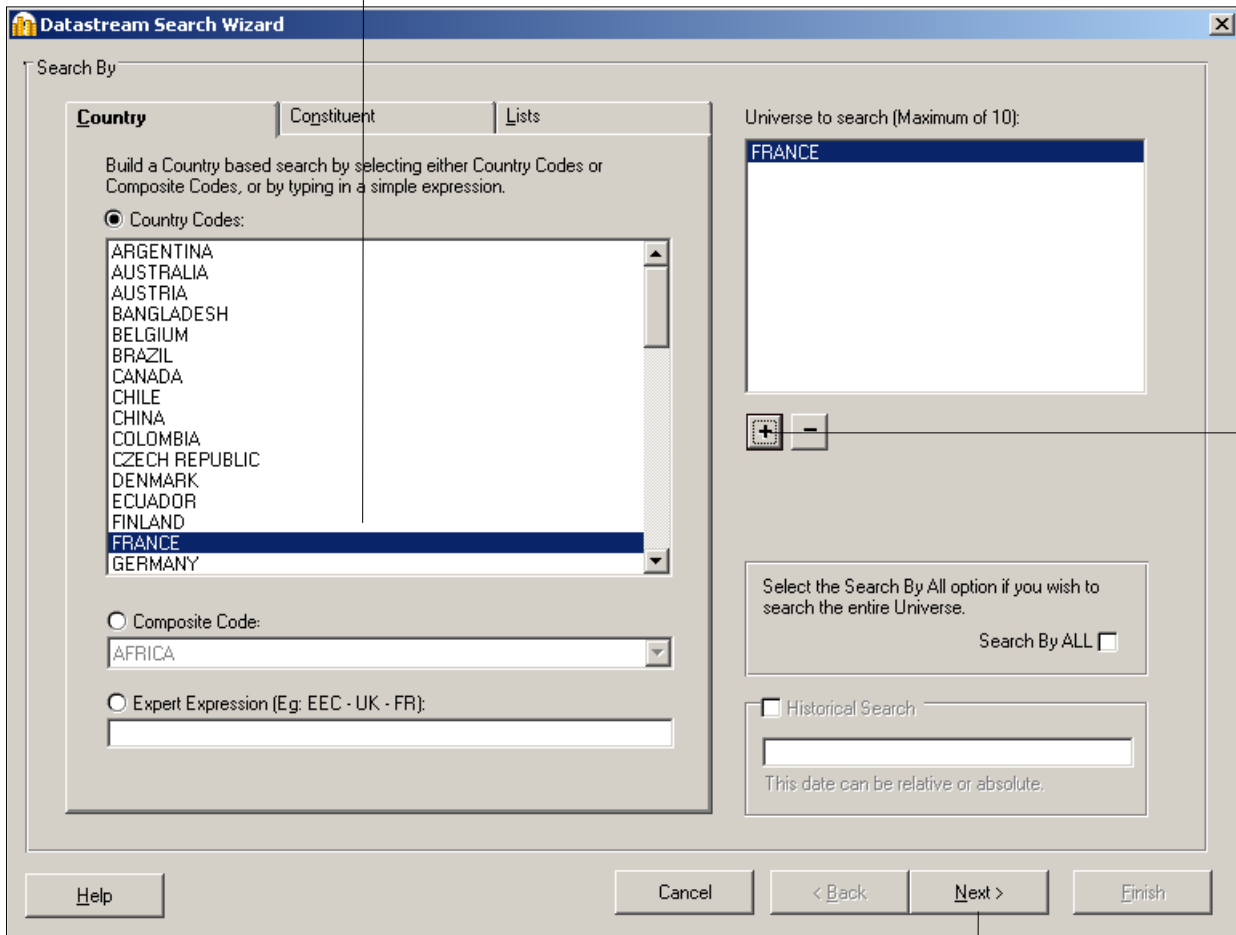 Datastream Search Wizard
Search By
Country
Constituent
Lists
Build a Country based search by selecting either Country Codes or
Composite Codes, or by typing in a simple expression.
Country Codes:
ARGENTINA
AUSTRALIA
AUSTRIA
BANGLADESH
BELGIUM
BRAZIL
CANADA
CHILE
CHINA
COLOMBIA
CZECH REPUBLIC
DENMARK
ECUADOR
FINLAND
FRANCE
GERMANY
Composite Code:
AFRICA
Expert Expression (Eg: EEC - UK - FR):
Universe to search (Maximum of 10):
FRANCE
+
-
Select the Search By All option if you wish to
search the entire Universe.
Search By ALL
Historical Search
This date can be relative or absolute.
Help
Cancel
< Back
Next >
Finish